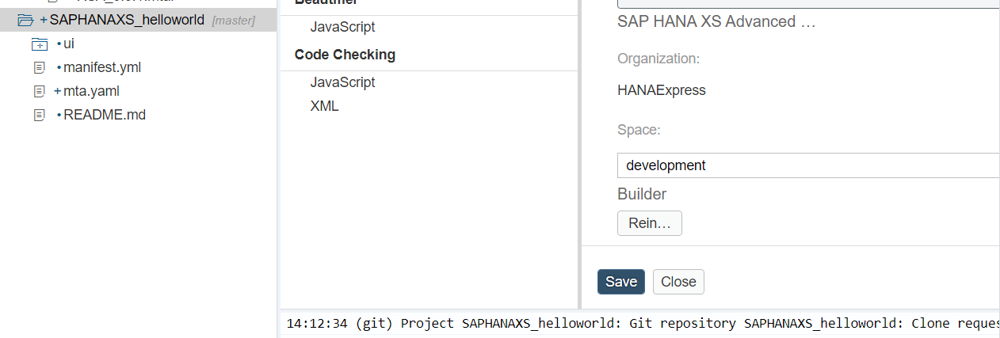 SAPHANAXS_helloworld [master]
ui
manifest.yml
+ mta.yaml
README.md
JavaScript
Code Checking
JavaScript
XML
SAP HANA XS Advanced …
Organization:
HANAExpress
Space:
development
Builder
Rein…
Save
Close
14:12:34 (git) Project SAPHANAXS_helloworld: Git repository SAPHANAXS_helloworld: Clone reques